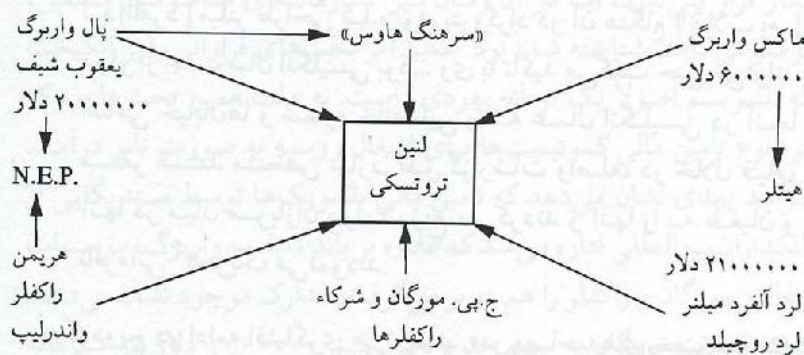 ماکس واربرگ
۶۰۰۰۰۰۰ دلار
هیتلر
«سرهنگ هاوس»
پال واربرگ
یعقوب شیف
۲۰۰۰۰۰۰۰ دلار
N.E.P.
لنین
تروتسکی
۲۱۰۰۰۰۰۰ دلار
لرد آلفرد میلنر
لرد روچیلد
ج.پی. مورگان و شرکاء
راکفلرها
هریمن
راکفلر
واندرلیپ